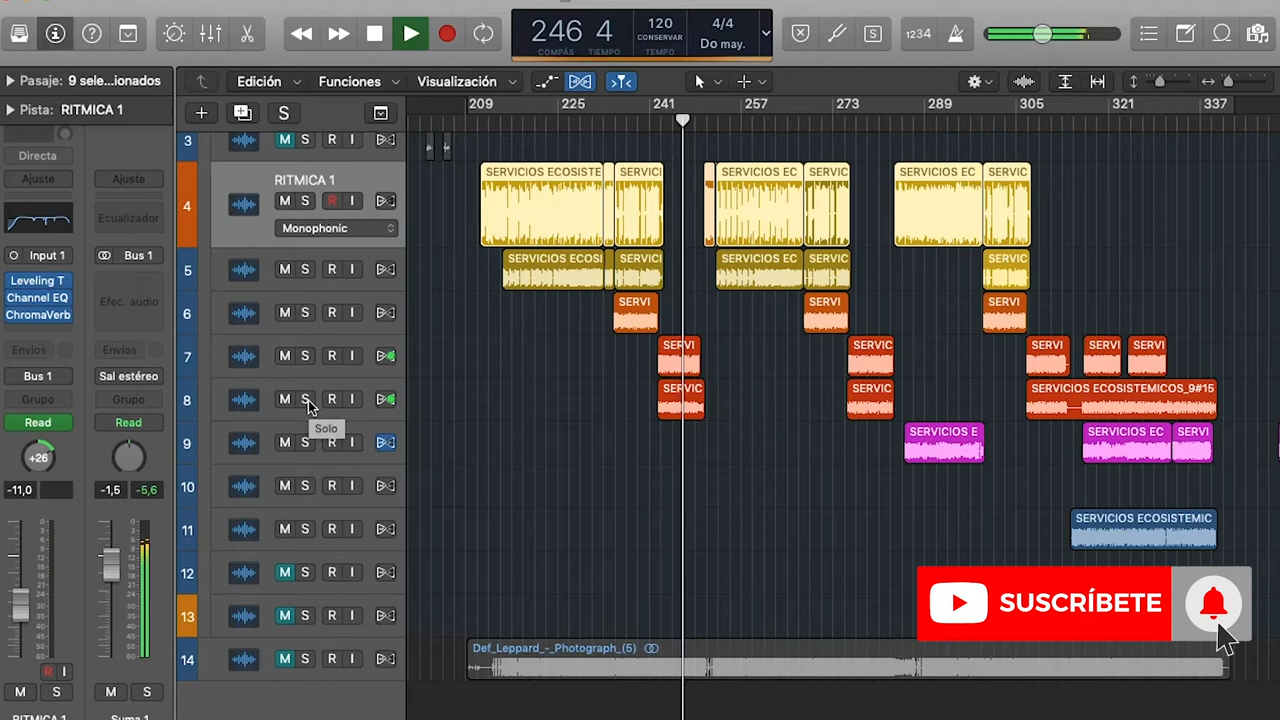 246 4
COMPÁS TIEMPO
120
CONSERVAR
TEMPO
4/4
Do may.
S
1234
Pasaje: 9 sele...ionados
Edición
Funciones
Visualización
Pista: RITMICA 1
S
209 225 241 257 273 289 305 321 337
3 M S R I
Directa
Ajuste Ajuste
Ecualizador
Input 1 Bus 1
Leveling T
Channel EQ
ChromaVerb
Efec. audio
Envíos Envíos
Bus 1 Sal estéreo
Grupo Grupo
Read Read
+26
-11,0 -1,5 -5,6
R I
M S M S
RITMICA 1 Suma 1
RITMICA 1
4 M S R I
Monophonic
SERVICIOS ECOSISTE SERVICI SERVICIOS EC SERVIC SERVICIOS EC SERVIC
5 M S R I
SERVICIOS ECOSI SERVICI SERVICIOS EC SERVIC SERVIC
6 M S R I
SERVI SERVI SERVI
7 M S R I
SERVI SERVIC SERVI SERVI SERVI
8 M S R I
SERVIC SERVIC SERVICIOS ECOSISTEMICOS_9#15
Solo
9 M S R I
SERVICIOS E SERVICIOS EC SERVI
10 M S R I
11 M S R I
SERVICIOS ECOSISTEMIC
12 M S R I
13 M S R I
14 M S R I
Def_Leppard_-_Photograph_(5)
SUSCRÍBETE